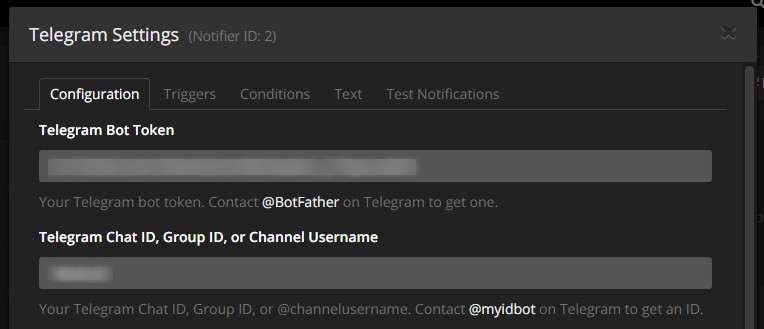 Telegram Settings (Notifier ID: 2)
Configuration Triggers Conditions Text Test Notifications
Telegram Bot Token
Your Telegram bot token. Contact @BotFather on Telegram to get one.
Telegram Chat ID, Group ID, or Channel Username
Your Telegram Chat ID, Group ID, or @channelusername. Contact @myidbot on Telegram to get an ID.